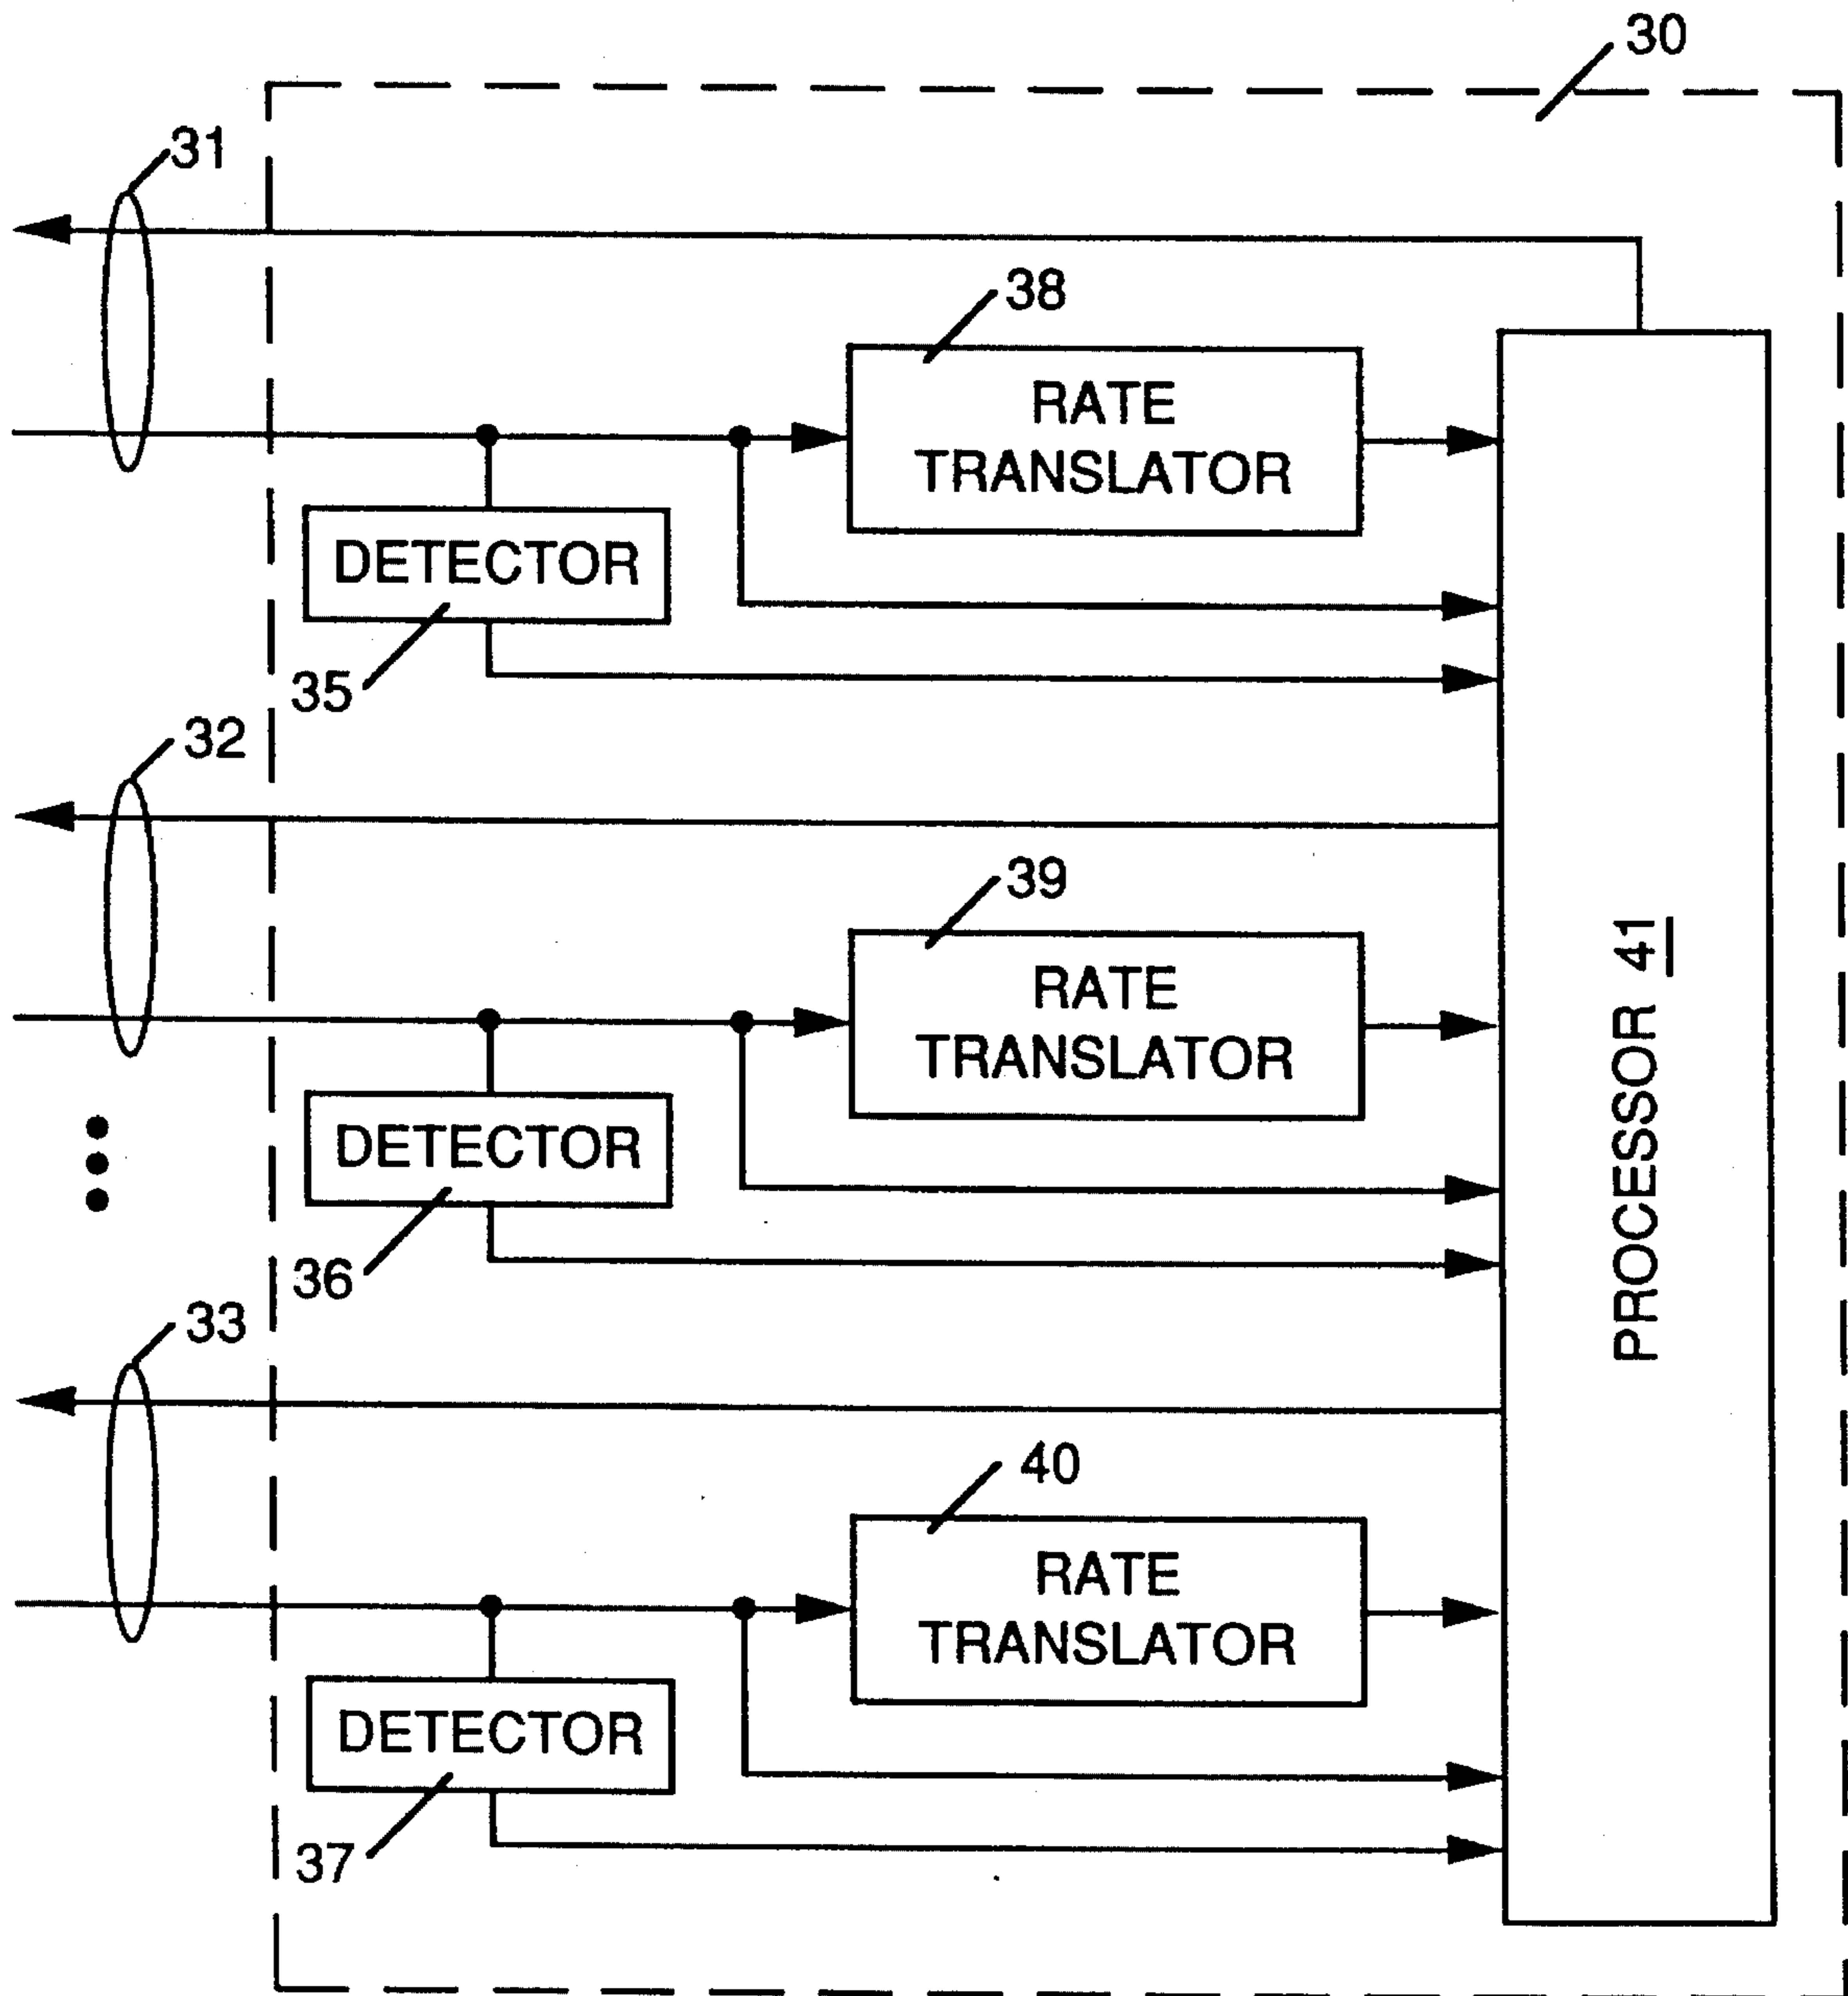 30
31
38
RATE
TRANSLATOR
DETECTOR
35
32
39
RATE
TRANSLATOR
PROCESSOR 41
DETECTOR
36
33
40
RATE
TRANSLATOR
DETECTOR
37